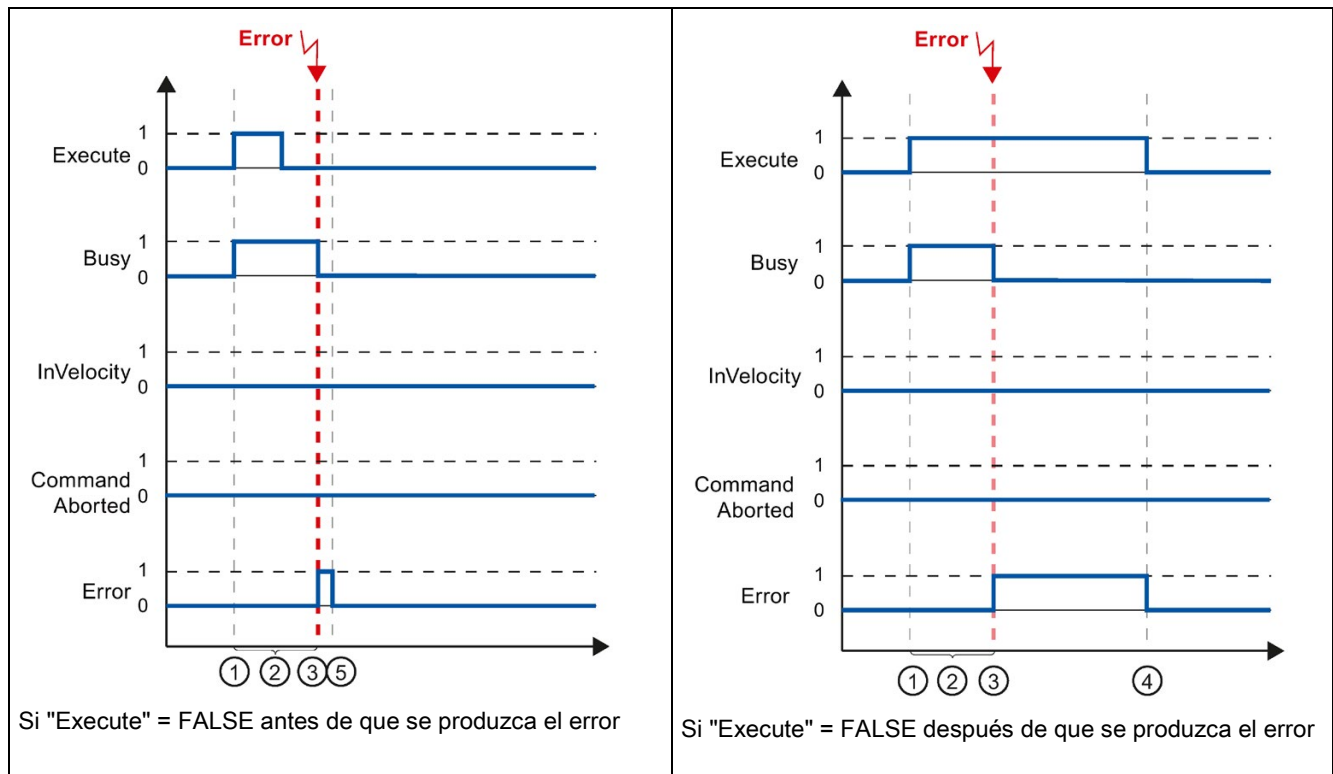 Error
1
Execute
0
1
Busy
0
1
InVelocity
0
1
Command
Aborted
0
1
Error
0
① ② ③ ⑤
Si "Execute" = FALSE antes de que se produzca el error
Error
1
Execute
0
1
Busy
0
1
InVelocity
0
1
Command
Aborted
0
1
Error
0
① ② ③ ④
Si "Execute" = FALSE después de que se produzca el error